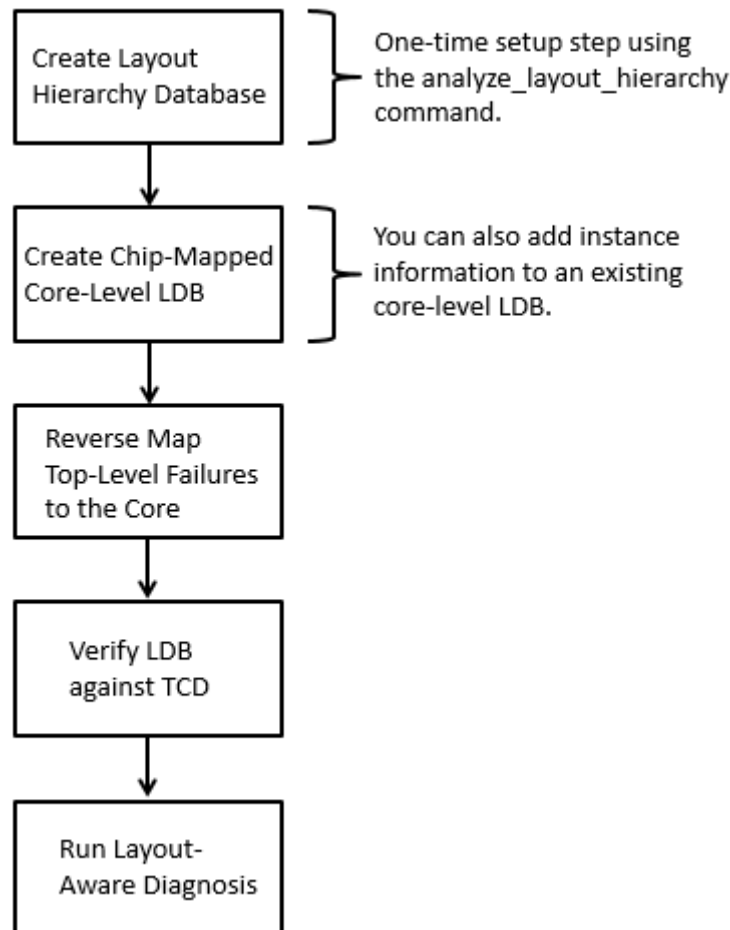 Create Layout
Hierarchy Database
One-time setup step using
the analyze_layout_hierarchy
command.
Create Chip-Mapped
Core-Level LDB
You can also add instance
information to an existing
core-level LDB.
Reverse Map
Top-Level Failures
to the Core
Verify LDB
against TCD
Run Layout-
Aware Diagnosis